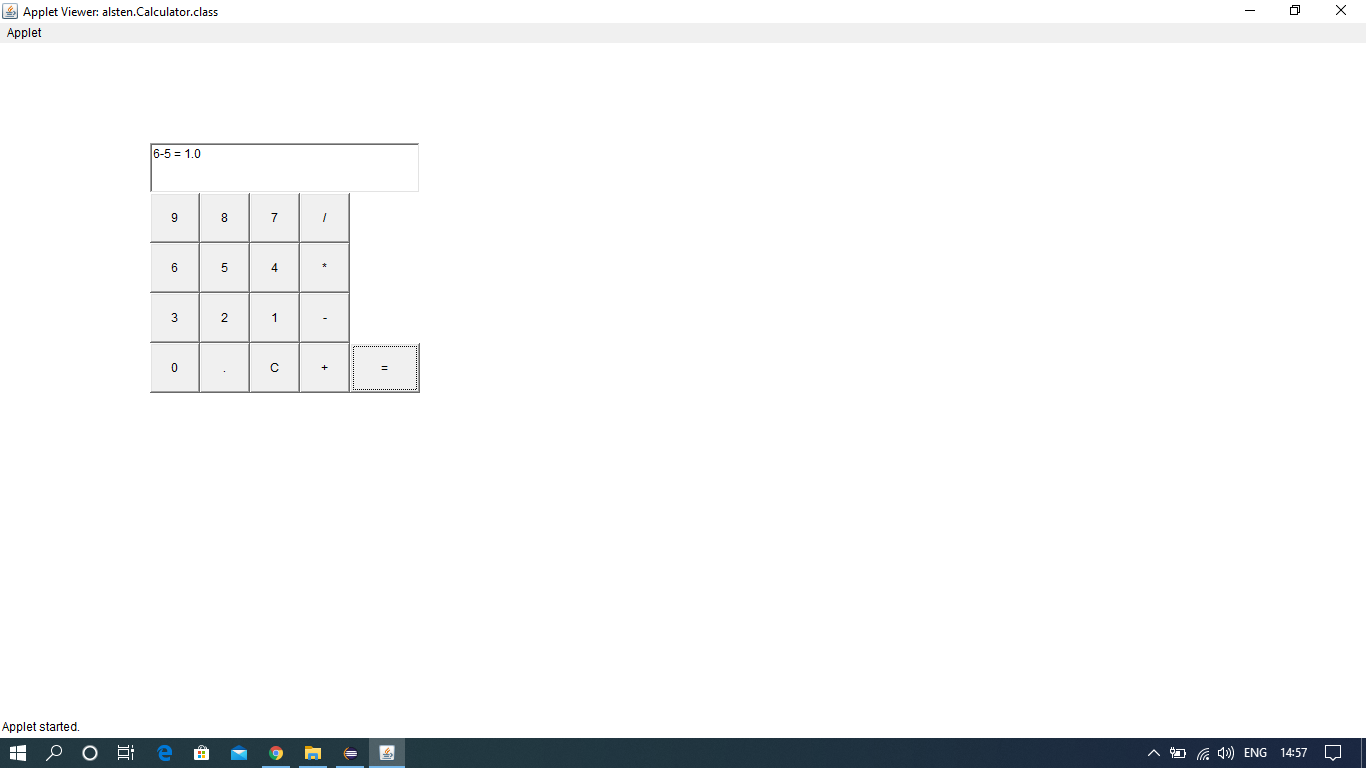 Applet Viewer: alsten.Calculator.class
Applet
6-5 = 1.0
9 8 7 /
6 5 4 *
3 2 1 -
0 . C + =
Applet started.
ENG 14:57